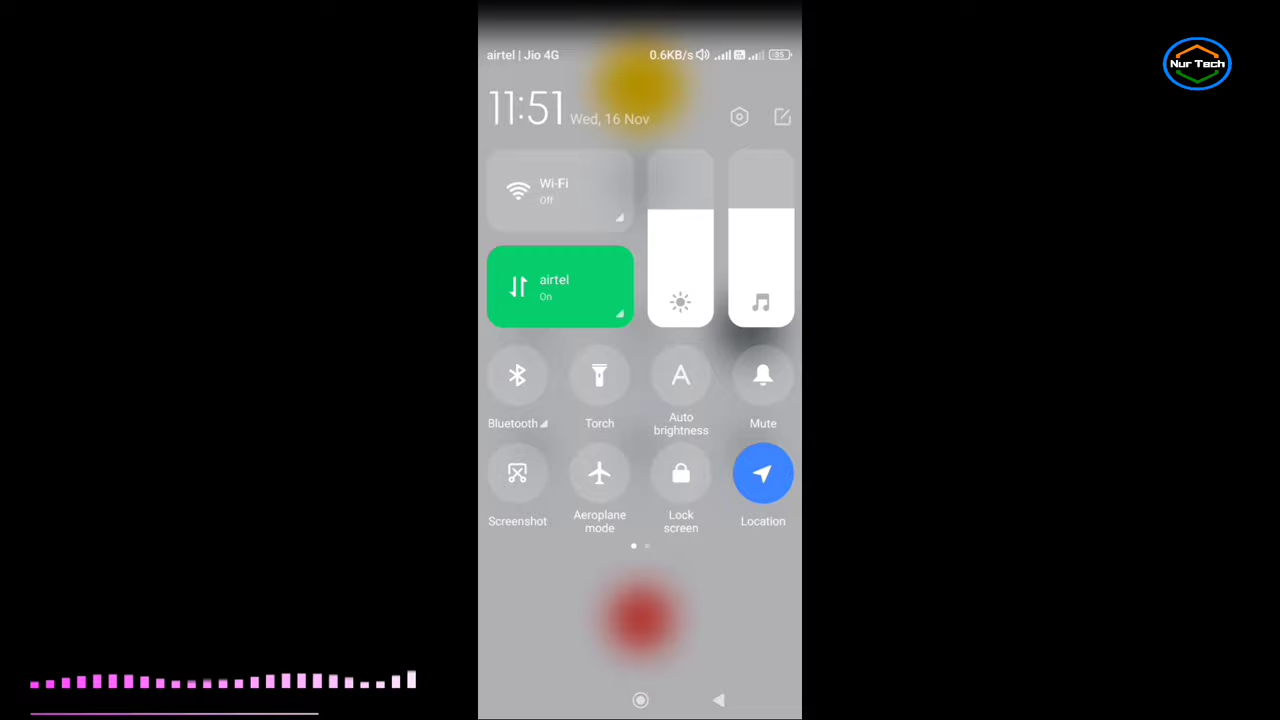 Nur Tech
airtel | Jio 4G 0.6KB/s 95
11:51 Wed, 16 Nov
Wi-Fi
Off
airtel
On
Bluetooth Torch Auto brightness Mute
Screenshot Aeroplane mode Lock screen Location